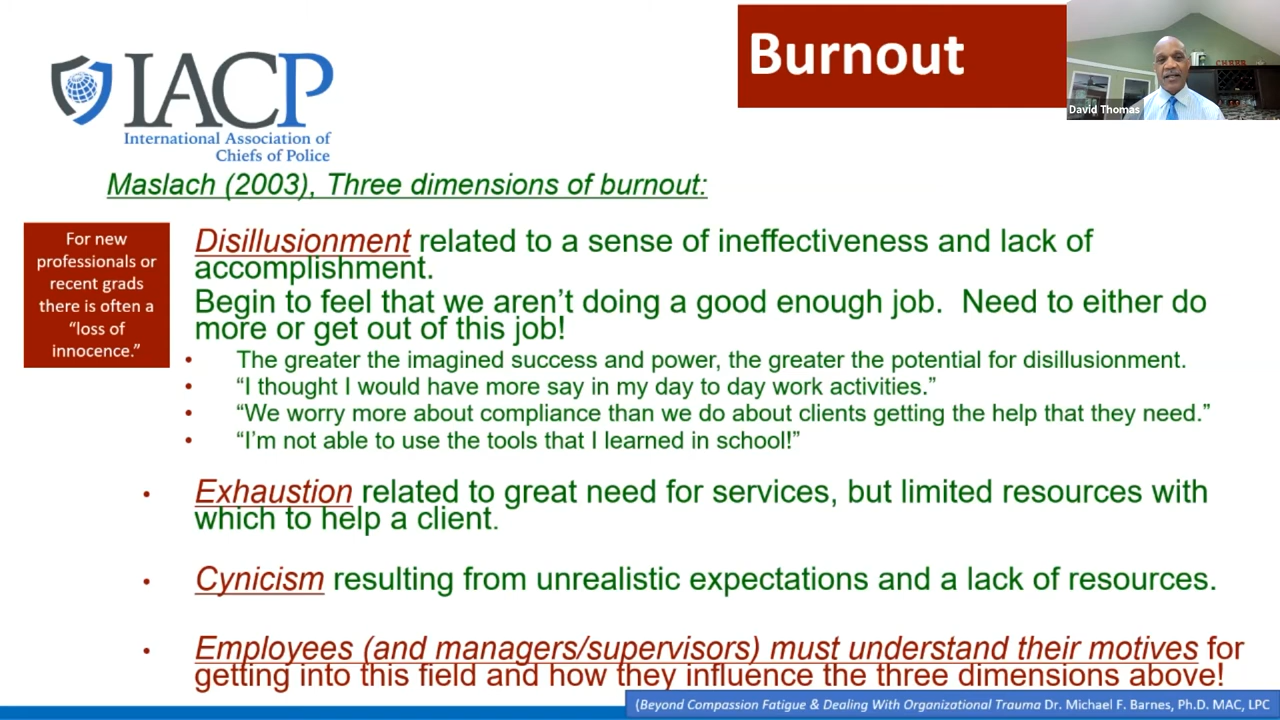 Burnout
David Thomas
IACP
International Association of
Chiefs of Police
Maslach (2003), Three dimensions of burnout:
For new
professionals or
recent grads
there is often a
“loss of
innocence.”
Disillusionment related to a sense of ineffectiveness and lack of
accomplishment.
Begin to feel that we aren’t doing a good enough job.  Need to either do
more or get out of this job!
• The greater the imagined success and power, the greater the potential for disillusionment.
• “I thought I would have more say in my day to day work activities.”
• “We worry more about compliance than we do about clients getting the help that they need.”
• “I’m not able to use the tools that I learned in school!”
• Exhaustion related to great need for services, but limited resources with
which to help a client.
• Cynicism resulting from unrealistic expectations and a lack of resources.
• Employees (and managers/supervisors) must understand their motives for
getting into this field and how they influence the three dimensions above!
(Beyond Compassion Fatigue & Dealing With Organizational Trauma Dr. Michael F. Barnes, Ph.D. MAC, LPC